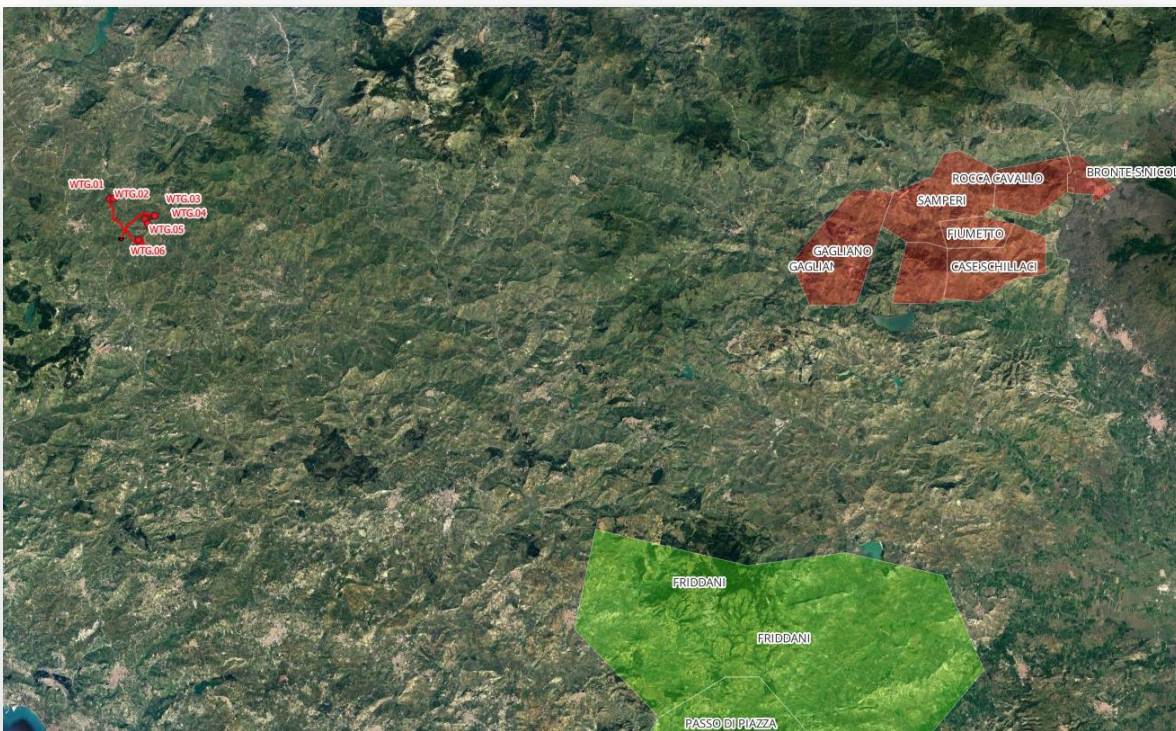 WTG.01
WTG.02
WTG.03
WTG.04
WTG.05
WTG.06
ROCCA CAVALLO
BRONTE S.NICOL
SAMPERI
FIUMETTO
GAGLIANO
GAGLIAN
CASE SCHILLACI
FRIDDANI
FRIDDANI
PASSO DI PIAZZA